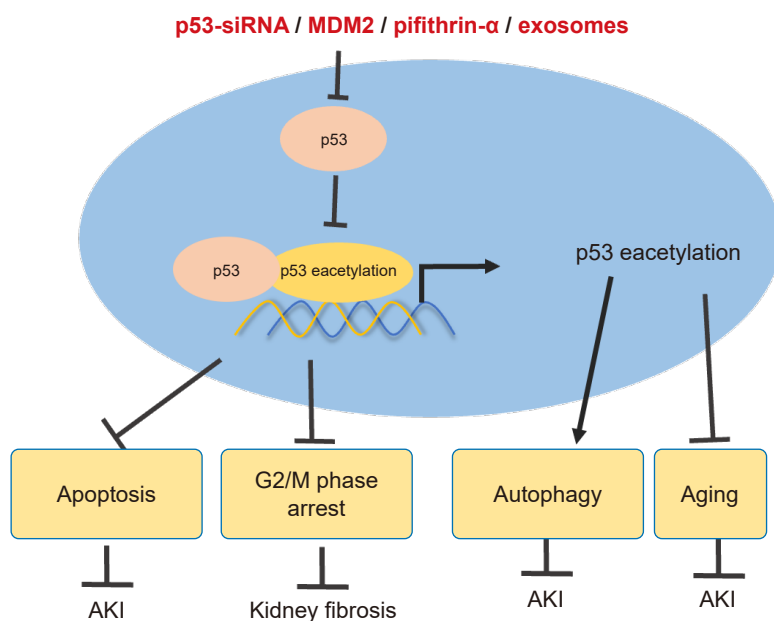 p53-siRNA / MDM2 / pifithrin-α / exosomes
p53
p53
p53 eacetylation
p53 eacetylation
Apoptosis
G2/M phase
arrest
Autophagy
Aging
AKI
Kidney fibrosis
AKI
AKI